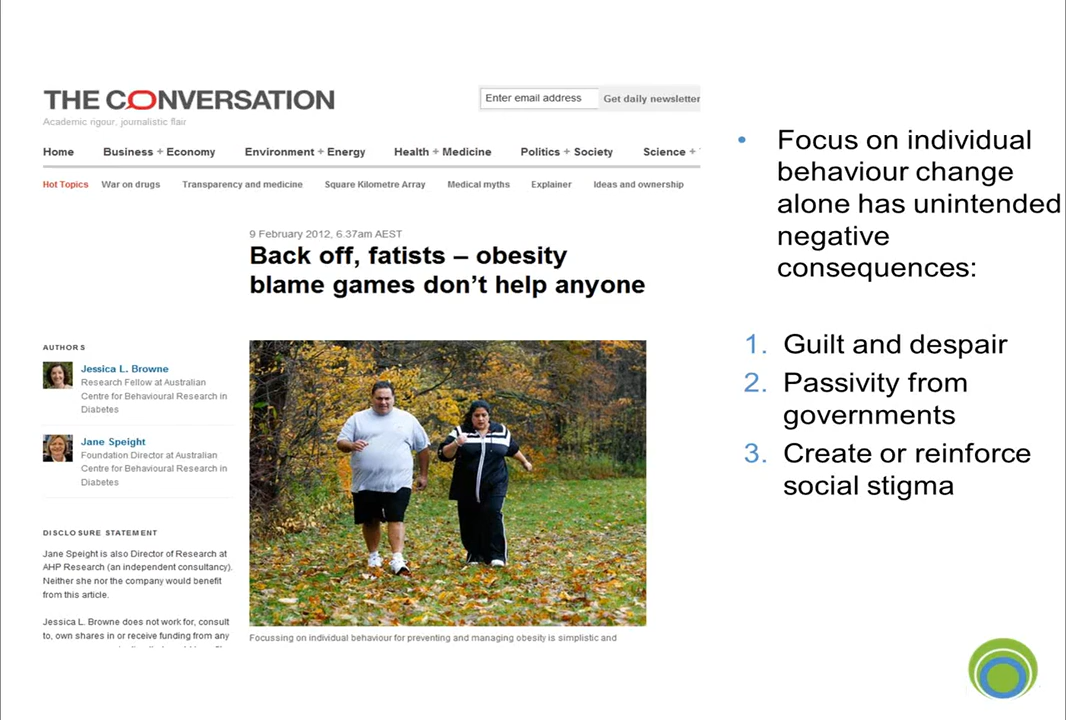 THE CONVERSATION
Academic rigour, journalistic flair
Enter email address
Get daily newsletter
Home Business + Economy Environment + Energy Health + Medicine Politics + Society Science +
Hot Topics War on drugs Transparency and medicine Square Kilometre Array Medical myths Explainer Ideas and ownership
9 February 2012, 6.37am AEST
Back off, fatists – obesity
blame games don't help anyone
AUTHORS
Jessica L. Browne
Research Fellow at Australian
Centre for Behavioural Research in
Diabetes
Jane Speight
Foundation Director at Australian
Centre for Behavioural Research in
Diabetes
DISCLOSURE STATEMENT
Jane Speight is also Director of Research at
AHP Research (an independent consultancy).
Neither she nor the company would benefit
from this article.
Jessica L. Browne does not work for, consult
to, own shares in or receive funding from any
Focussing on individual behaviour for preventing and managing obesity is simplistic and
• Focus on individual
behaviour change
alone has unintended
negative
consequences:
1. Guilt and despair
2. Passivity from
governments
3. Create or reinforce
social stigma